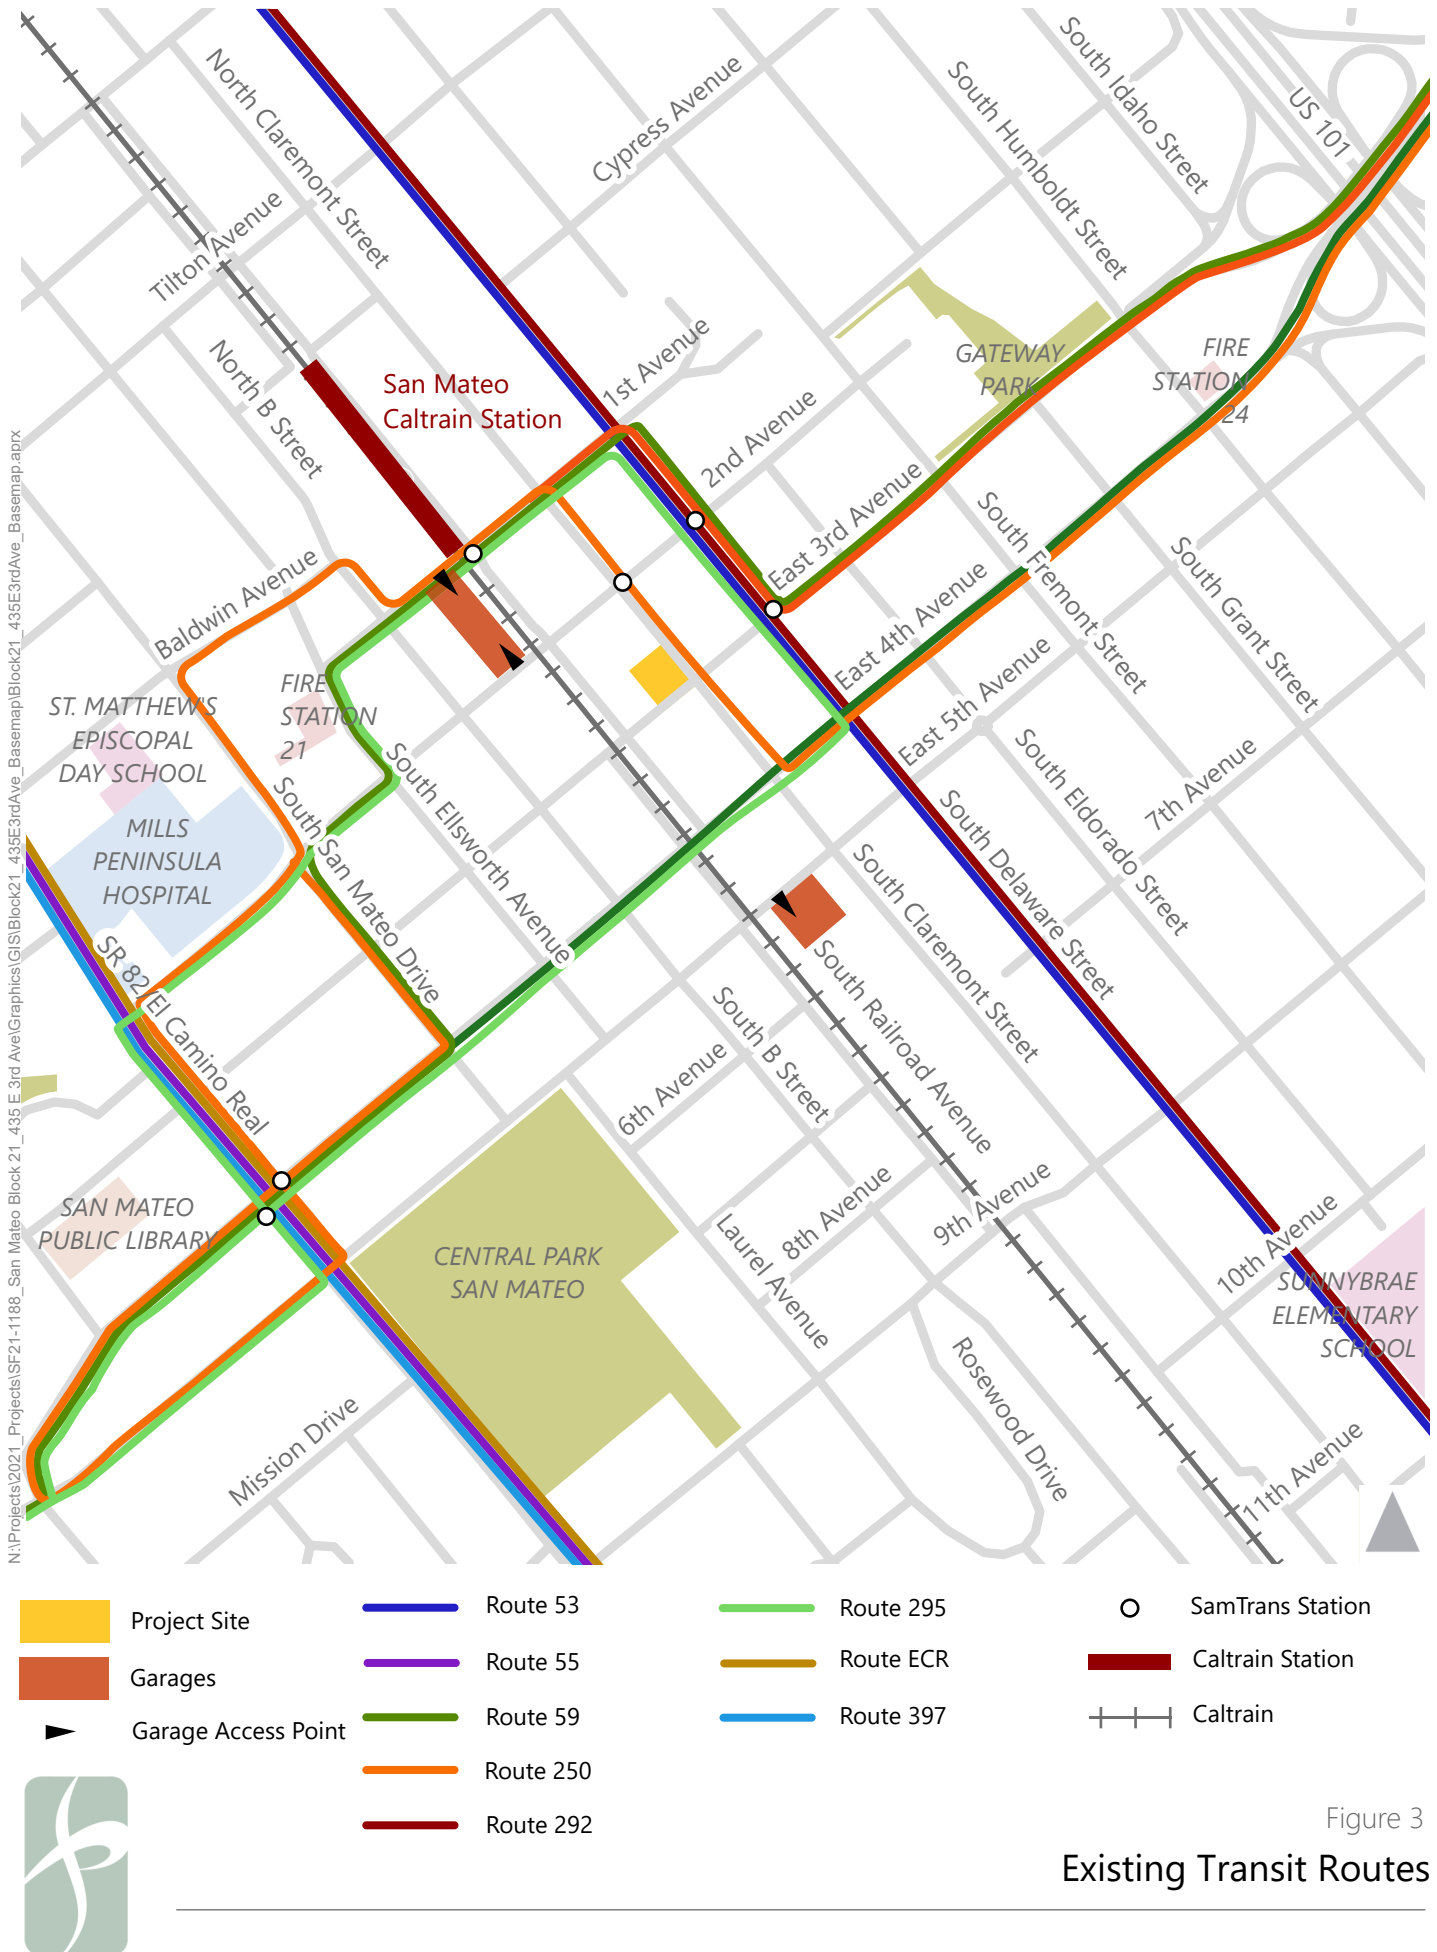 South Idaho Street
US 101
North Claremont Street
Cypress Avenue
South Humboldt Street
Tilton Avenue
North B Street
San Mateo
Caltrain Station
1st Avenue
2nd Avenue
GATEWAY
PARK
FIRE
STATION
24
East 3rd Avenue
South Fremont Street
South Grant Street
Baldwin Avenue
East 4th Avenue
East 5th Avenue
ST. MATTHEW'S
EPISCOPAL
DAY SCHOOL
FIRE
STATION
21
South Ellsworth Avenue
South San Mateo Drive
MILLS
PENINSULA
HOSPITAL
South Eldorado Street
7th Avenue
South Delaware Street
South Claremont Street
SR 82/El Camino Real
South Railroad Avenue
South B Street
6th Avenue
8th Avenue
9th Avenue
Laurel Avenue
SAN MATEO
PUBLIC LIBRARY
CENTRAL PARK
SAN MATEO
10th Avenue
SUNNYBRAE
ELEMENTARY
SCHOOL
Rosewood Drive
Mission Drive
11th Avenue
N:\Projects\2021_Projects\SF21-1188_San Mateo Block 21_435 E 3rd Ave\Graphics\GIS\Block21_435E3rdAve_Basemap\Block21_435E3rdAve_Basemap.aprx
Project Site
Garages
Garage Access Point
Route 53
Route 55
Route 59
Route 250
Route 292
Route 295
Route ECR
Route 397
SamTrans Station
Caltrain Station
Caltrain
Figure 3
Existing Transit Routes